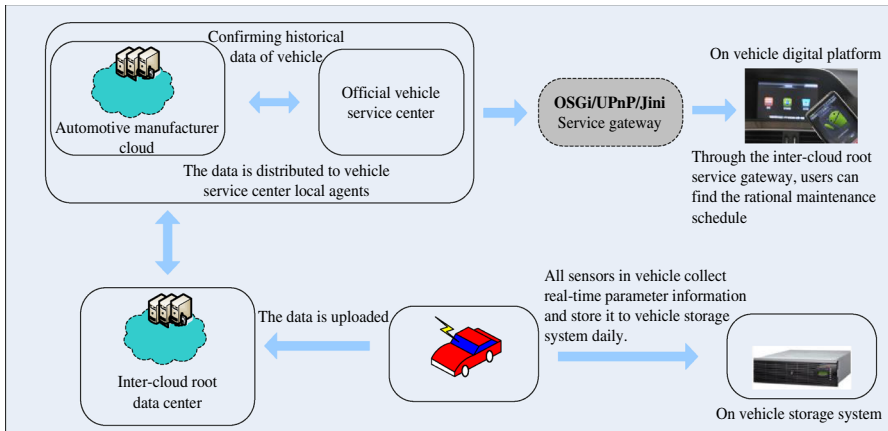 Confirming historical
data of vehicle
Automotive manufacturer
cloud
Official vehicle
service center
The data is distributed to vehicle
service center local agents
OSGi/UPnP/Jini
Service gateway
On vehicle digital platform
Through the inter-cloud root
service gateway, users can
find the rational maintenance
schedule
Inter-cloud root
data center
The data is uploaded
All sensors in vehicle collect
real-time parameter information
and store it to vehicle storage
system daily.
On vehicle storage system